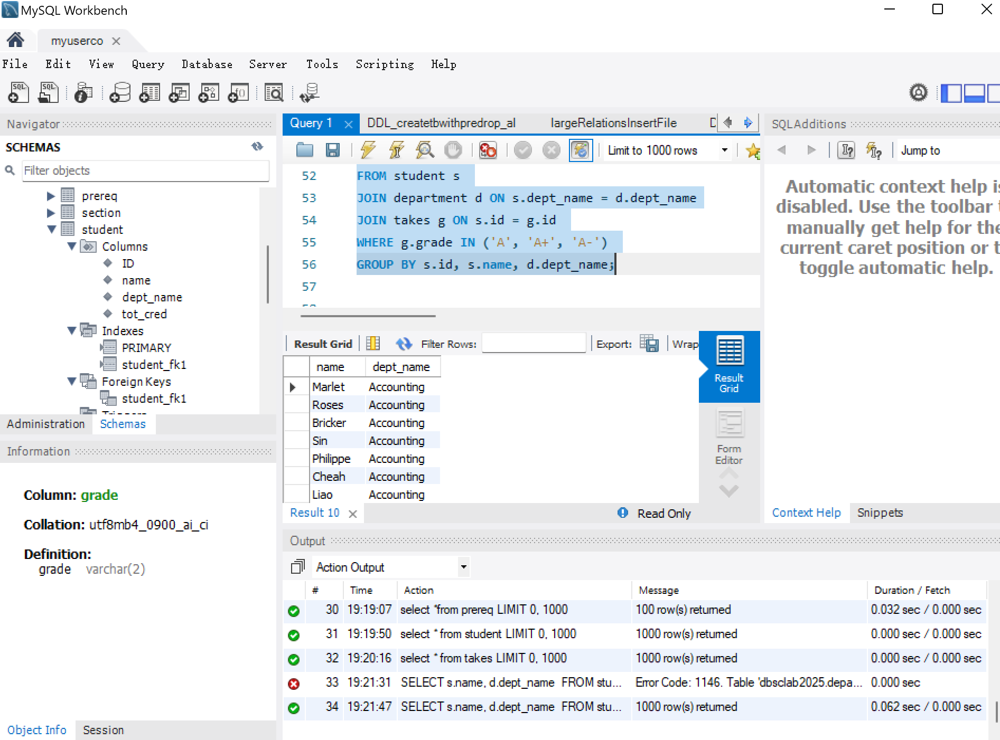 MySQL Workbench
myuserco
File Edit View Query Database Server Tools Scripting Help
Navigator
SCHEMAS
Filter objects
prereq
section
student
Columns
ID
name
dept_name
tot_cred
Indexes
PRIMARY
student_fk1
Foreign Keys
student_fk1
Triggers
Administration Schemas
Information
Column: grade
Collation: utf8mb4_0900_ai_ci
Definition:
grade varchar(2)
Object Info Session
Query 1 DDL_createtbwithpredrop_al largeRelationsInsertFile D
Limit to 1000 rows
52 FROM student s
53 JOIN department d ON s.dept_name = d.dept_name
54 JOIN takes g ON s.id = g.id
55 WHERE g.grade IN ('A', 'A+', 'A-')
56 GROUP BY s.id, s.name, d.dept_name;
57
58
Result Grid Filter Rows: Export: Wrap
name dept_name
Marlet Accounting
Roses Accounting
Bricker Accounting
Sin Accounting
Philippe Accounting
Cheah Accounting
Liao Accounting
Result Grid
Form Editor
Result 10 Read Only
SQLAdditions
Jump to
Automatic context help is
disabled. Use the toolbar t
manually get help for the
current caret position or t
toggle automatic help.
Context Help Snippets
Output
Action Output
# Time Action Message Duration / Fetch
30 19:19:07 select *from prereq LIMIT 0, 1000 100 row(s) returned 0.032 sec / 0.000 sec
31 19:19:50 select * from student LIMIT 0, 1000 1000 row(s) returned 0.000 sec / 0.000 sec
32 19:20:16 select * from takes LIMIT 0, 1000 1000 row(s) returned 0.000 sec / 0.000 sec
33 19:21:31 SELECT s.name, d.dept_name FROM stu... Error Code: 1146. Table 'dbsclab2025.depa... 0.000 sec
34 19:21:47 SELECT s.name, d.dept_name FROM stu... 1000 row(s) returned 0.062 sec / 0.000 sec